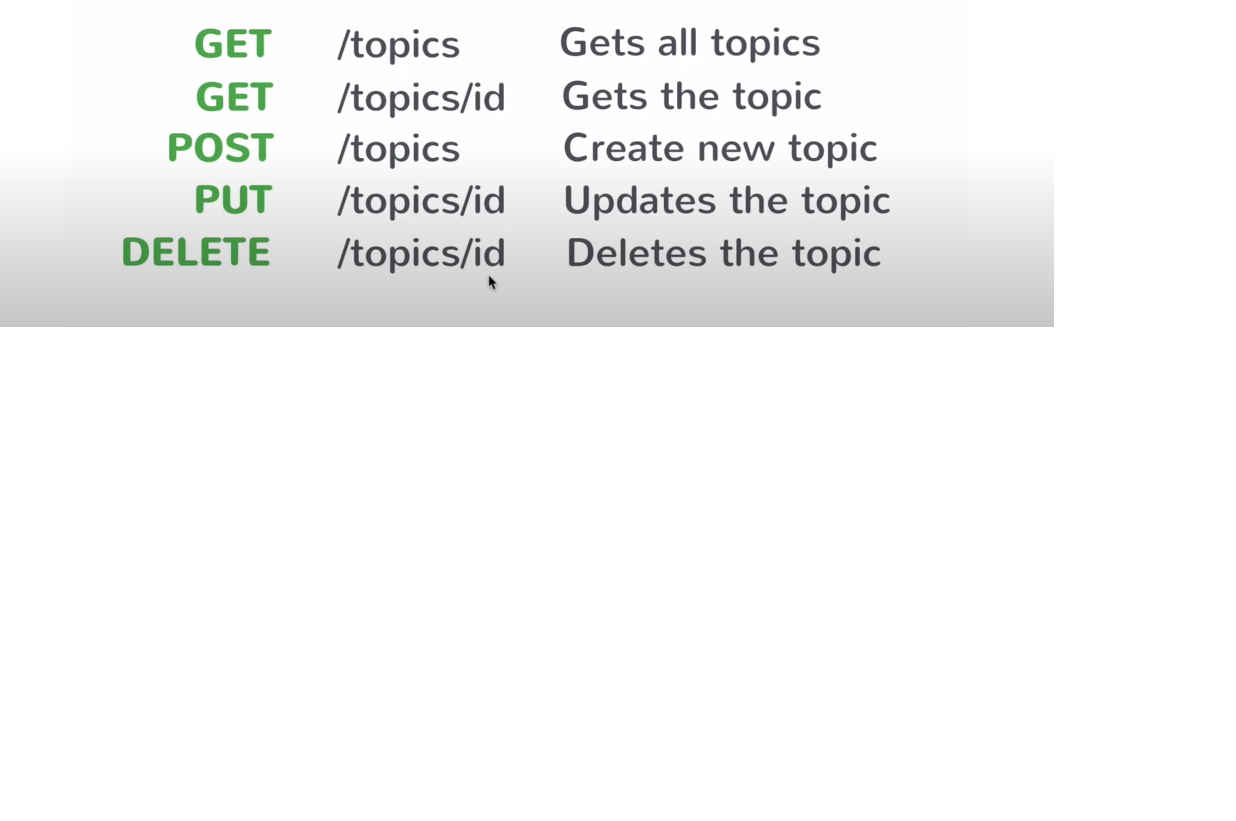 GET /topics Gets all topics
GET /topics/id Gets the topic
POST /topics Create new topic
PUT /topics/id Updates the topic
DELETE /topics/id Deletes the topic